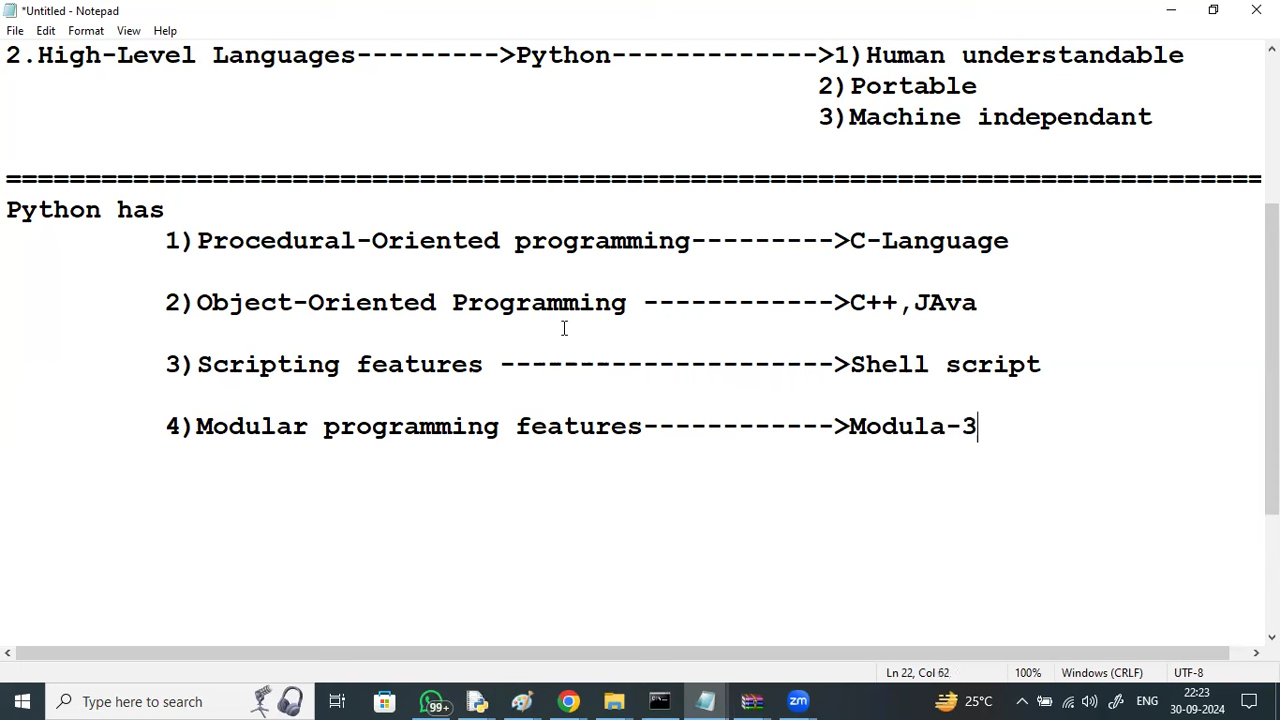 *Untitled - Notepad
File Edit Format View Help
2.High-Level Languages--------->Python------------->1)Human understandable
2)Portable
3)Machine independant
===============================================================================
Python has
1)Procedural-Oriented programming--------->C-Language
2)Object-Oriented Programming ------------>C++,JAva
3)Scripting features --------------------->Shell script
4)Modular programming features------------>Modula-3
Ln 22, Col 62 100% Windows (CRLF) UTF-8
Type here to search 99+ zm 25°C ENG 22:23
30-09-2024